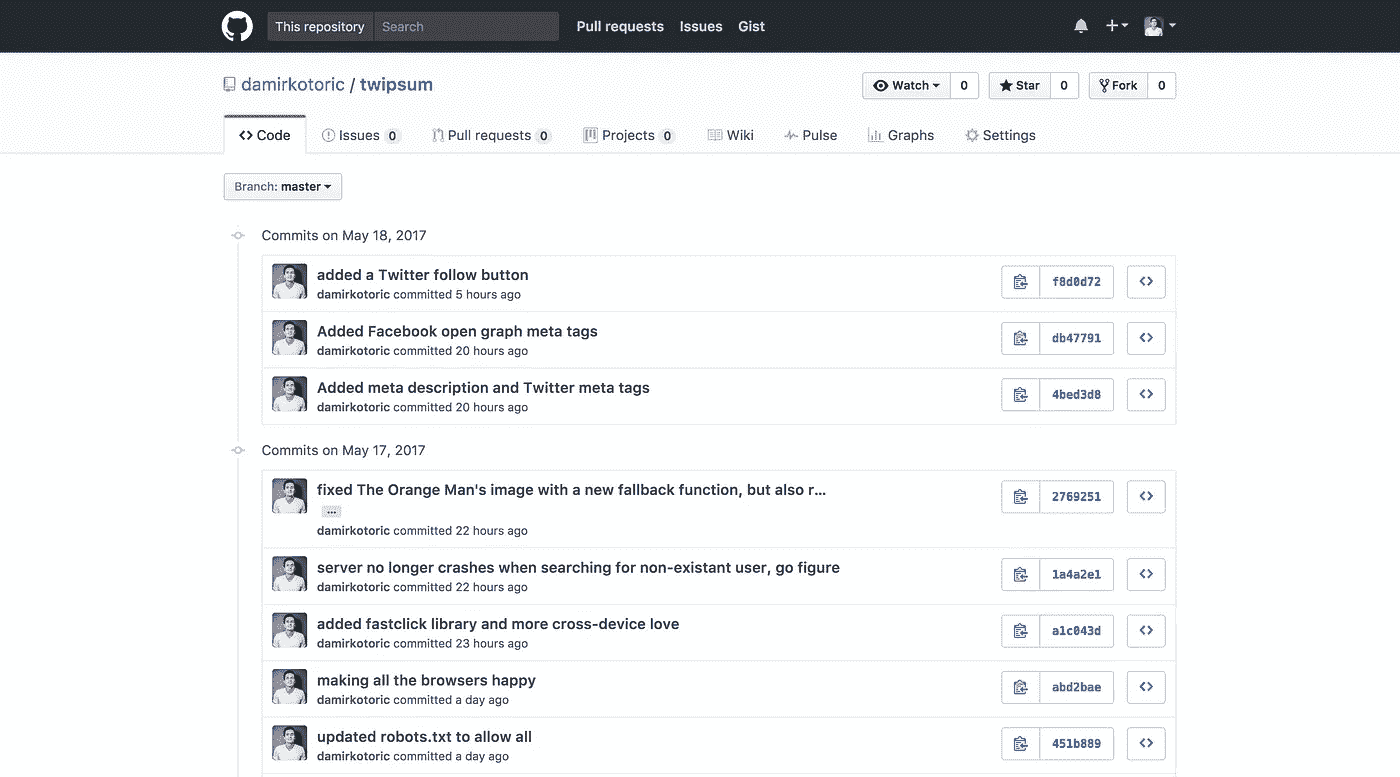 This repository Search Pull requests Issues Gist
damirkotoric / twipsum Watch 0 Star 0 Fork 0
Code Issues 0 Pull requests 0 Projects 0 Wiki Pulse Graphs Settings
Branch: master
Commits on May 18, 2017
added a Twitter follow button
damirkotoric committed 5 hours ago
f8d0d72
Added Facebook open graph meta tags
damirkotoric committed 20 hours ago
db47791
Added meta description and Twitter meta tags
damirkotoric committed 20 hours ago
4bed3d8
Commits on May 17, 2017
fixed The Orange Man's image with a new fallback function, but also r…
…
damirkotoric committed 22 hours ago
2769251
server no longer crashes when searching for non-existant user, go figure
damirkotoric committed 22 hours ago
1a4a2e1
added fastclick library and more cross-device love
damirkotoric committed 23 hours ago
a1c043d
making all the browsers happy
damirkotoric committed a day ago
abd2bae
updated robots.txt to allow all
damirkotoric committed a day ago
451b889